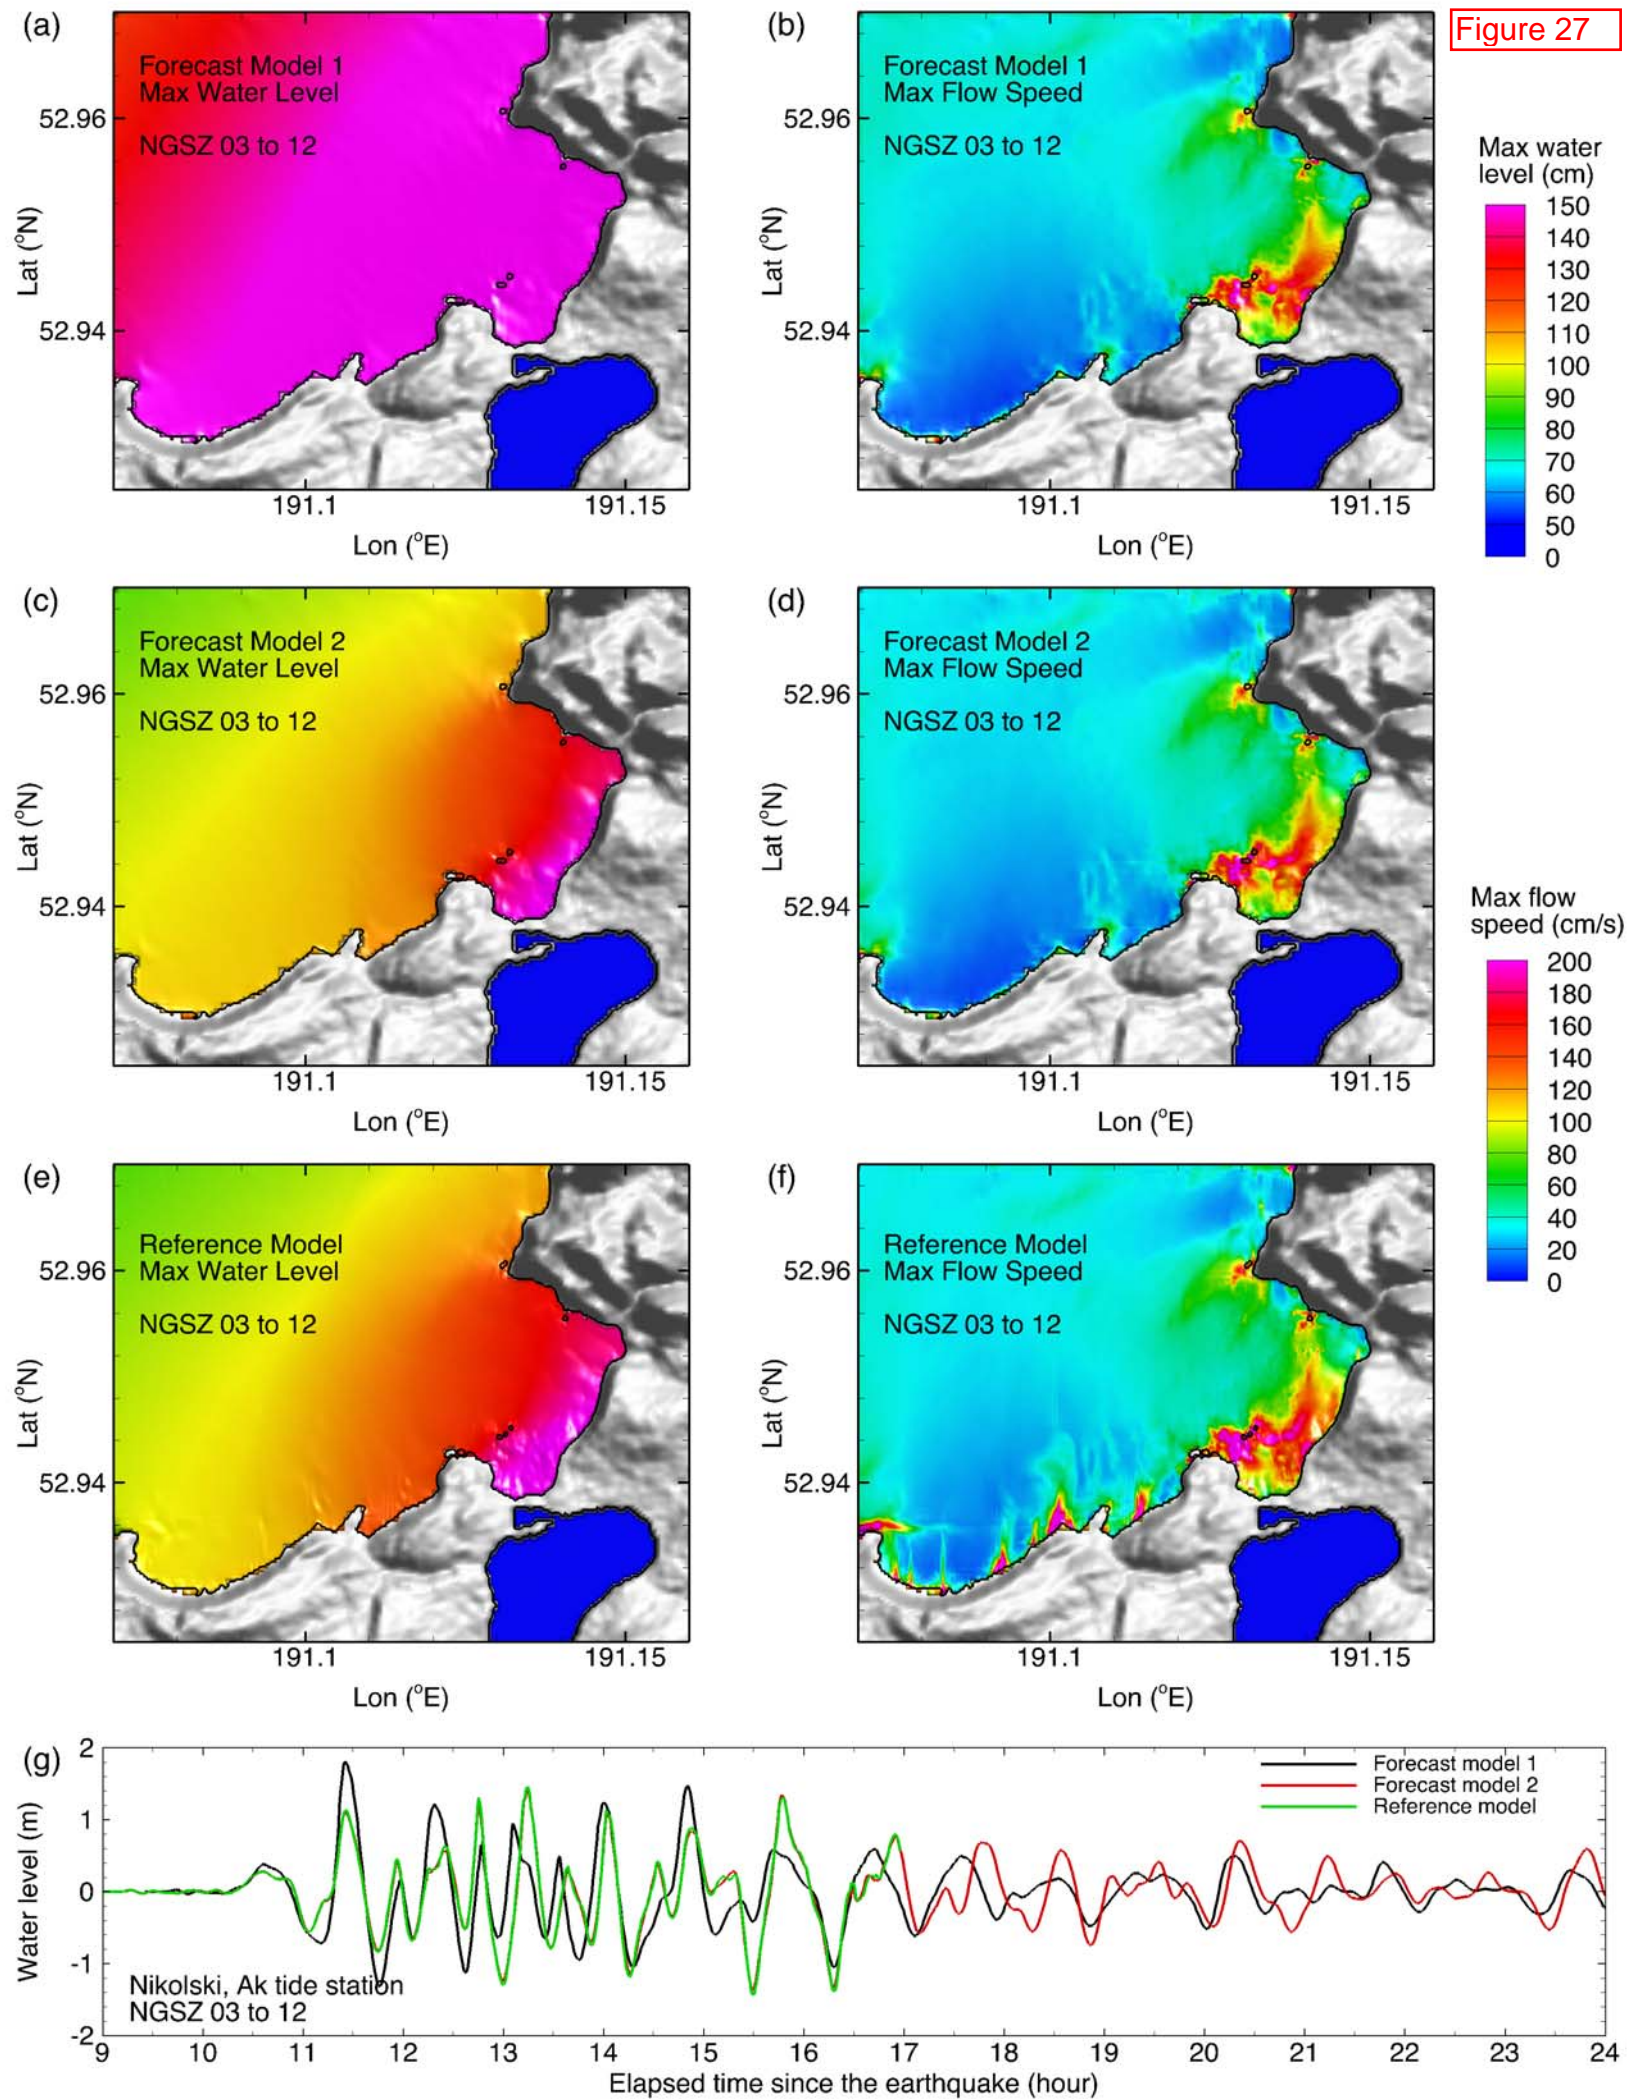 Figure 27
(a)
Forecast Model 1
Max Water Level
NGSZ 03 to 12
52.96
52.94
Lat (°N)
191.1
191.15
Lon (°E)
(b)
Forecast Model 1
Max Flow Speed
NGSZ 03 to 12
52.96
52.94
Lat (°N)
191.1
191.15
Lon (°E)
Max water
level (cm)
150
140
130
120
110
100
90
80
70
60
50
0
(c)
Forecast Model 2
Max Water Level
NGSZ 03 to 12
52.96
52.94
Lat (°N)
191.1
191.15
Lon (°E)
(d)
Forecast Model 2
Max Flow Speed
NGSZ 03 to 12
52.96
52.94
Lat (°N)
191.1
191.15
Lon (°E)
Max flow
speed (cm/s)
200
180
160
140
120
100
80
60
40
20
0
(e)
Reference Model
Max Water Level
NGSZ 03 to 12
52.96
52.94
Lat (°N)
191.1
191.15
Lon (°E)
(f)
Reference Model
Max Flow Speed
NGSZ 03 to 12
52.96
52.94
Lat (°N)
191.1
191.15
Lon (°E)
(g)
2
1
0
-1
-2
Water level (m)
Forecast model 1
Forecast model 2
Reference model
Nikolski, Ak tide station
NGSZ 03 to 12
9 10 11 12 13 14 15 16 17 18 19 20 21 22 23 24
Elapsed time since the earthquake (hour)